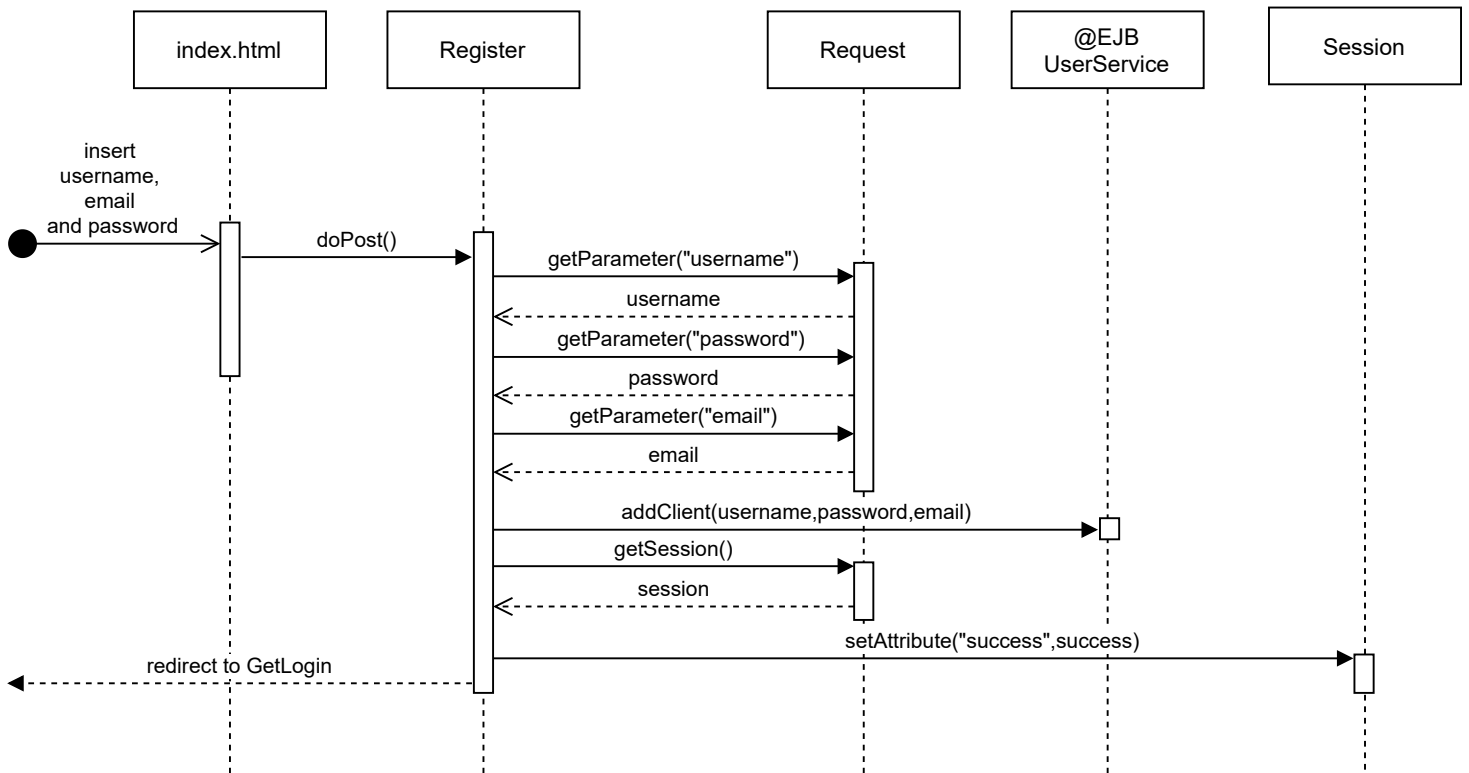 index.html
Register
Request
@EJB
UserService
Session
insert
username,
email
and password
doPost()
getParameter("username")
username
getParameter("password")
password
getParameter("email")
email
addClient(username,password,email)
getSession()
session
setAttribute("success",success)
redirect to GetLogin